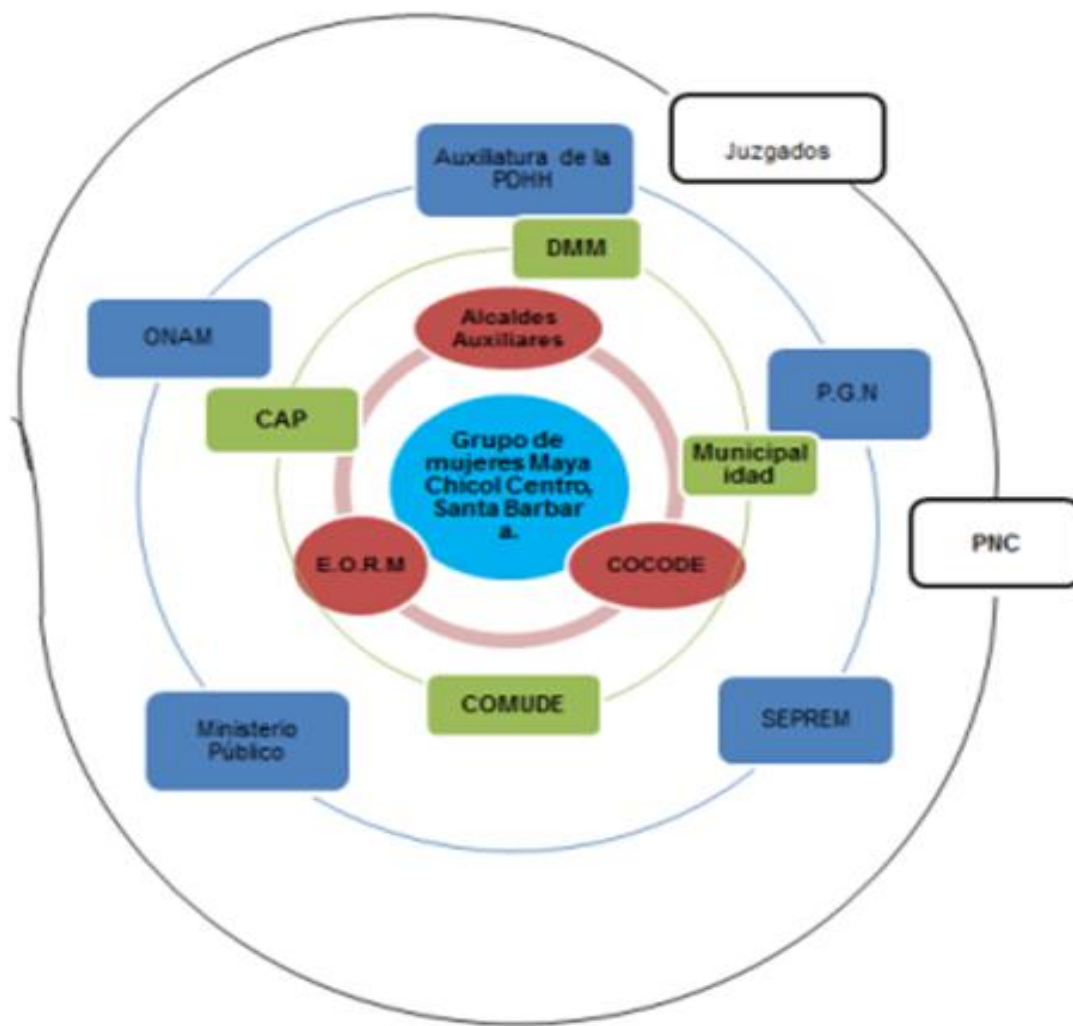 Juzgados
Auxiliatura de la
PDHH
DMM
Alcaldes
Auxiliares
ONAM
P.G.N
CAP
Grupo de
mujeres Maya
Chicol Centro,
Santa Barbar
a.
Municipal
idad
PNC
E.O.R.M
COCODE
COMUDE
SEPREM
Ministerio
Público